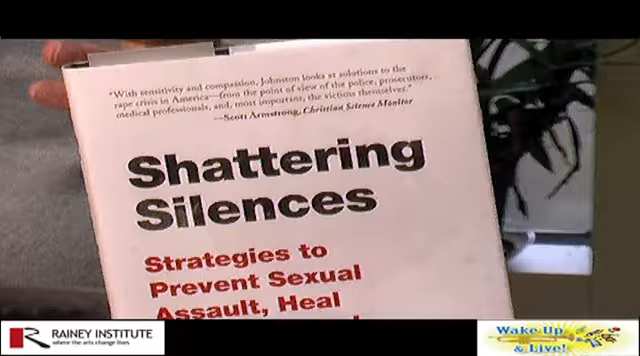 "With sensitivity and compassion, Johnston looks at solutions to the
rape crisis in America—from the point of view of the police, prosecutors,
medical professionals, and, most important, the victims themselves."
—Scott Armstrong, Christian Science Monitor
Shattering
Silences
Strategies to
Prevent Sexual
Assault, Heal
R
RAINEY INSTITUTE
where the arts change lives
Wake Up
& Live!